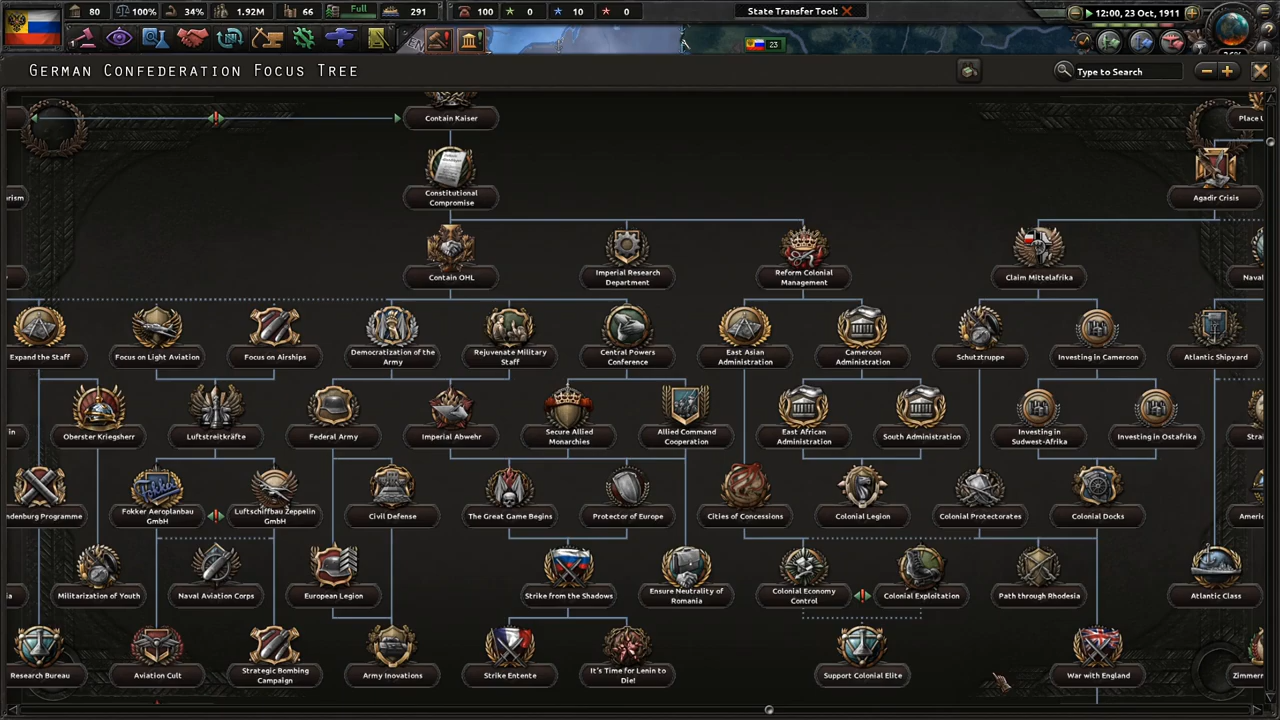 80 100% 34% 1.92M 66 Full 291 100 0 10 0 State Transfer Tool: 12:00, 23 Oct, 1911
23
German Confederation Focus Tree
Type to Search
Contain Kaiser
Constitutional
Compromise
Agadir Crisis
Contain OHL
Imperial Research
Department
Reform Colonial
Management
Claim Mittelafrika
Expand the Staff
Focus on Light Aviation
Focus on Airships
Democratization of the
Army
Rejuvenate Military
Staff
Central Powers
Conference
East Asian
Administration
Cameroon
Administration
Schutztruppe
Investing in Cameroon
Atlantic Shipyard
Oberster Kriegsherr
Luftstreitkräfte
Federal Army
Imperial Abwehr
Secure Allied
Monarchies
Allied Command
Cooperation
East African
Administration
South Administration
Investing in
Sudwest-Afrika
Investing in Ostafrika
ndenburg Programme
Fokker Aeroplanbau
GmbH
Luftschiffbau Zeppelin
GmbH
Civil Defense
The Great Game Begins
Protector of Europe
Cities of Concessions
Colonial Legion
Colonial Protectorates
Colonial Docks
Militarization of Youth
Naval Aviation Corps
European Legion
Strike from the Shadows
Ensure Neutrality of
Romania
Colonial Economy
Control
Colonial Exploitation
Path through Rhodesia
Atlantic Class
Research Bureau
Aviation Cult
Strategic Bombing
Campaign
Army Inovations
Strike Entente
It's Time for Lenin to
Die!
Support Colonial Elite
War with England